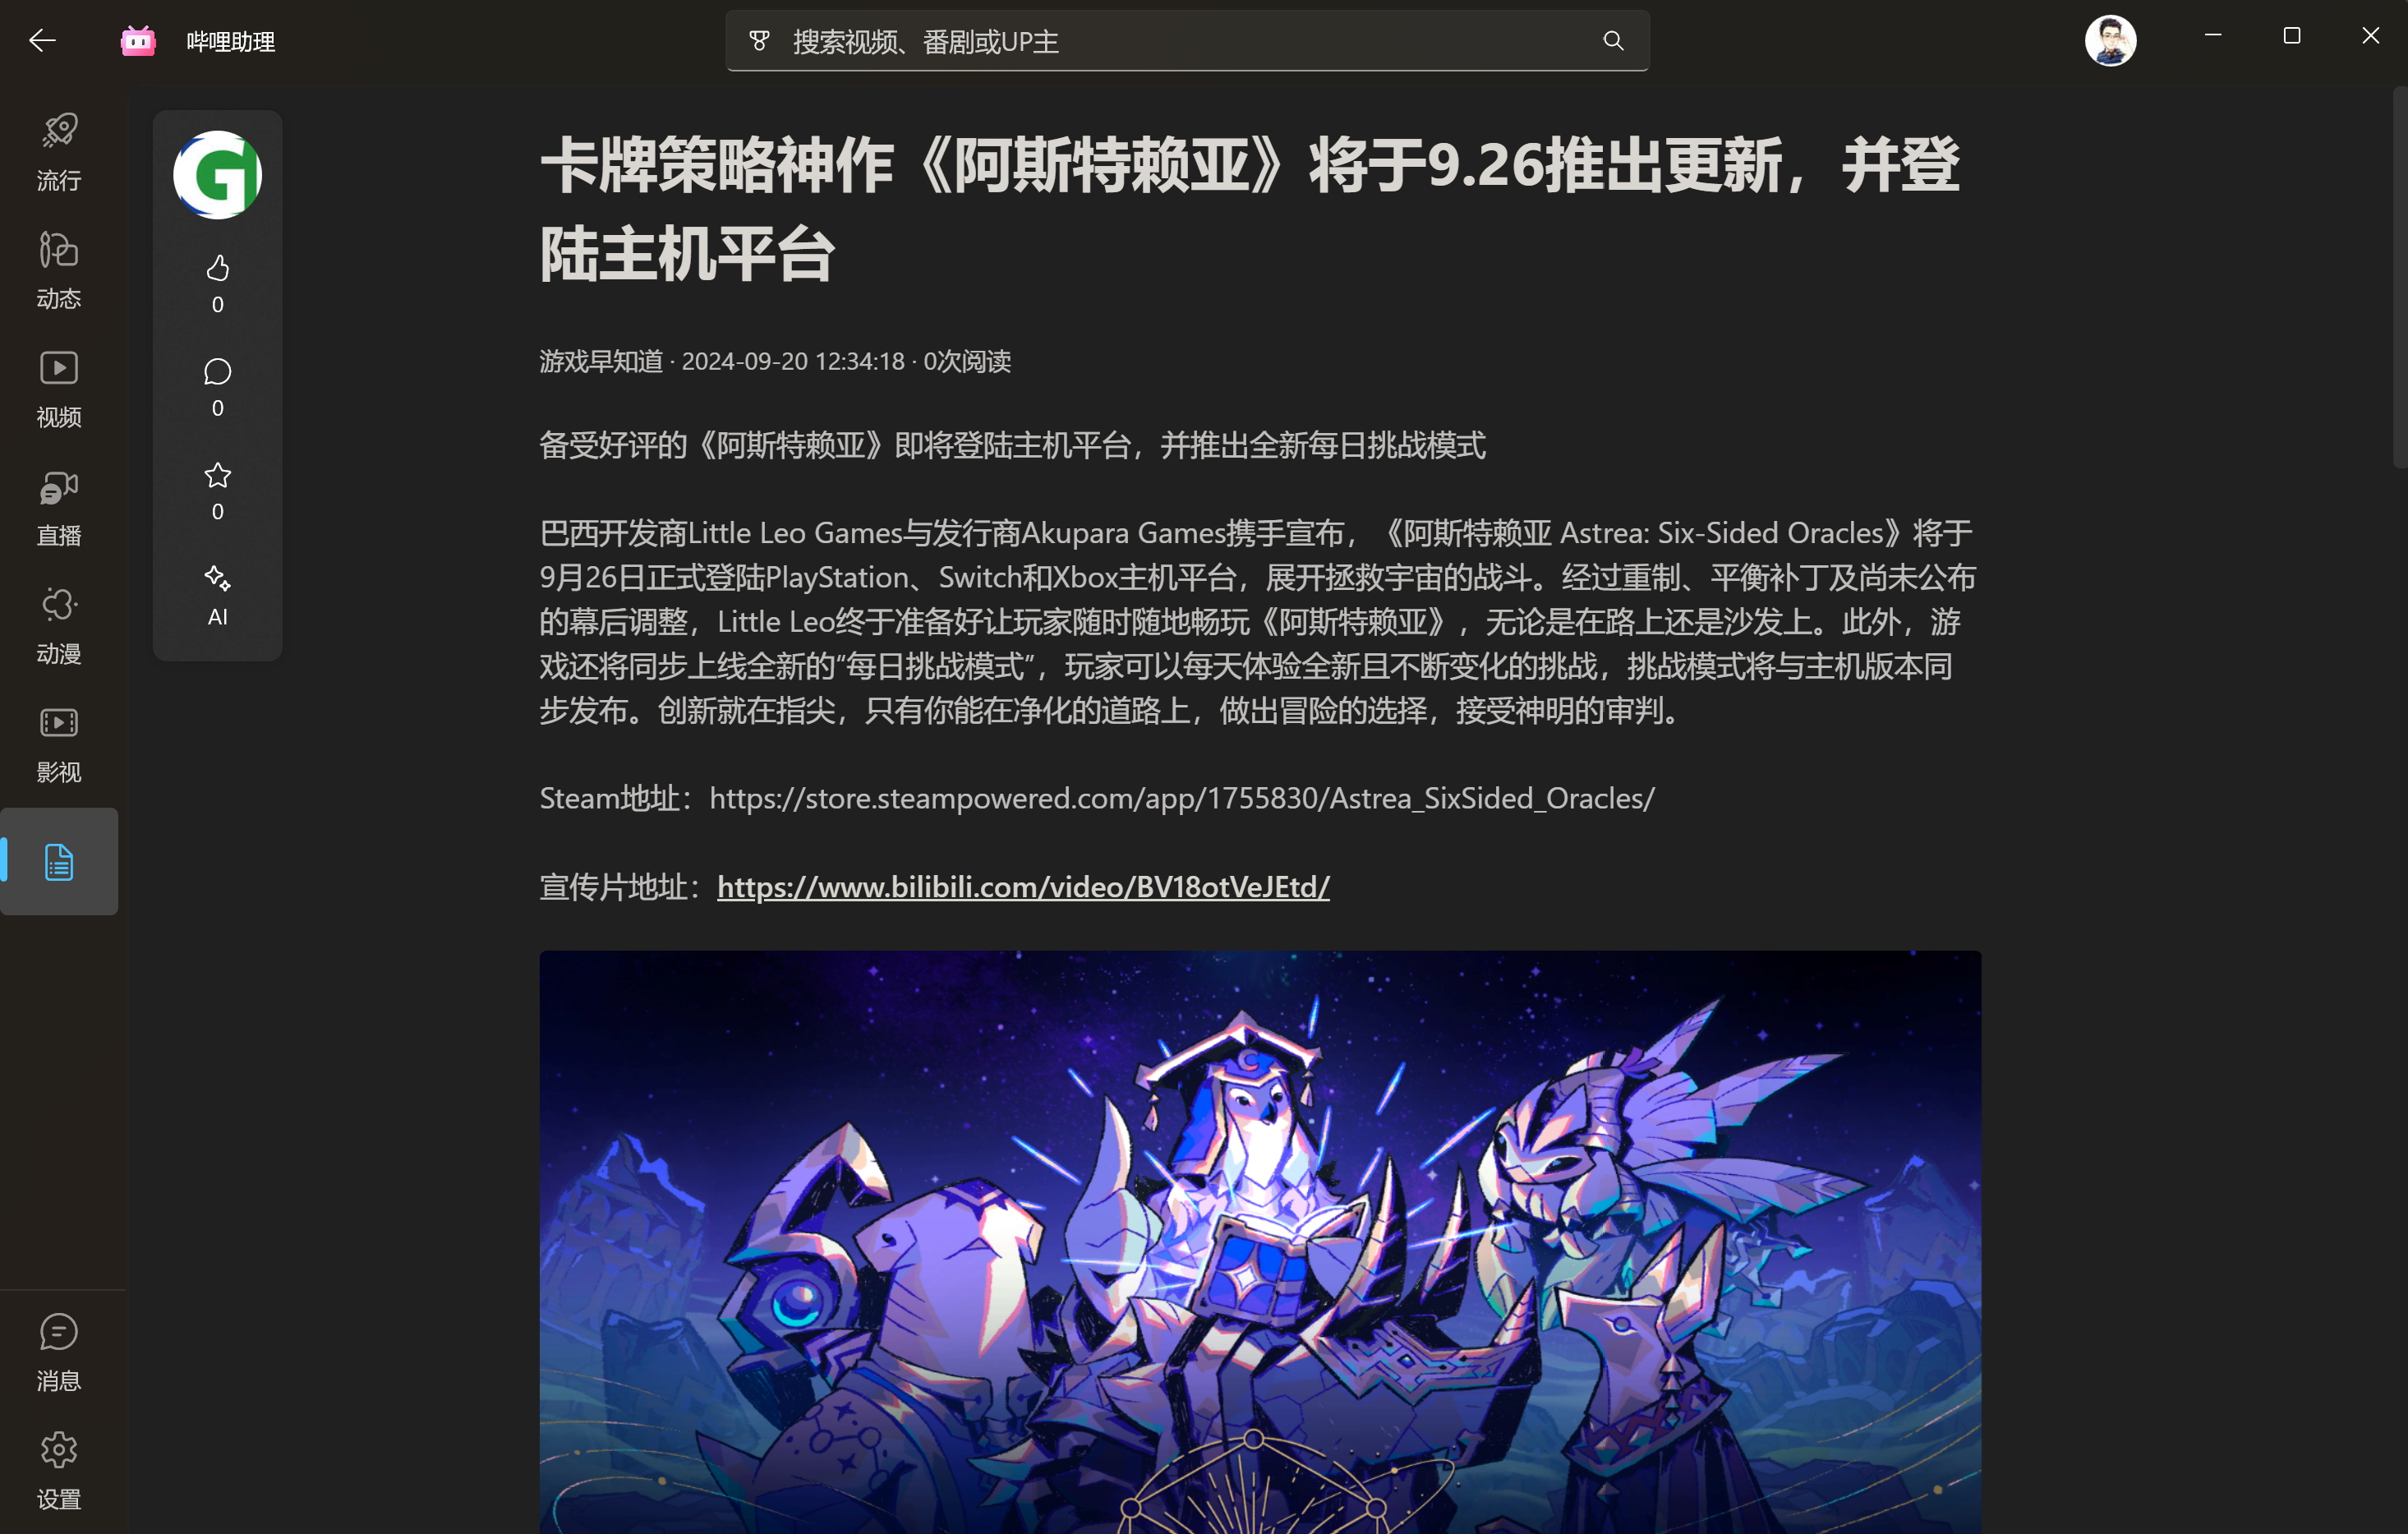 哔哩助理
搜索视频、番剧或UP主
流行
动态
视频
直播
动漫
影视
消息
设置
G
0
0
0
AI
卡牌策略神作《阿斯特赖亚》将于9.26推出更新，并登
陆主机平台
游戏早知道 · 2024-09-20 12:34:18 · 0次阅读
备受好评的《阿斯特赖亚》即将登陆主机平台，并推出全新每日挑战模式
巴西开发商Little Leo Games与发行商Akupara Games携手宣布，《阿斯特赖亚 Astrea: Six-Sided Oracles》将于
9月26日正式登陆PlayStation、Switch和Xbox主机平台，展开拯救宇宙的战斗。经过重制、平衡补丁及尚未公布
的幕后调整，Little Leo终于准备好让玩家随时随地畅玩《阿斯特赖亚》，无论是在路上还是沙发上。此外，游
戏还将同步上线全新的“每日挑战模式”，玩家可以每天体验全新且不断变化的挑战，挑战模式将与主机版本同
步发布。创新就在指尖，只有你能在净化的道路上，做出冒险的选择，接受神明的审判。
Steam地址：https://store.steampowered.com/app/1755830/Astrea_SixSided_Oracles/
宣传片地址：https://www.bilibili.com/video/BV18otVeJEtd/